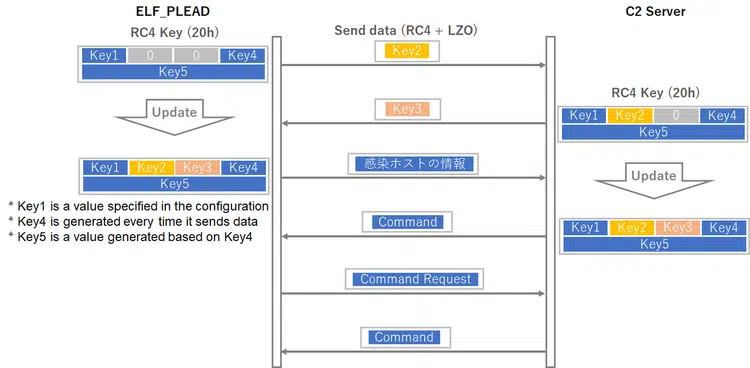 ELF_PLEAD
RC4 Key (20h)
Key1 0 0 Key4
Key5
Update
Key1 Key2 Key3 Key4
Key5
* Key1 is a value specified in the configuration
* Key4 is generated every time it sends data
* Key5 is a value generated based on Key4
Send data (RC4 + LZO)
Key2
Key3
感染ホストの情報
Command
Command Request
Command
C2 Server
RC4 Key (20h)
Key1 Key2 0 Key4
Key5
Update
Key1 Key2 Key3 Key4
Key5